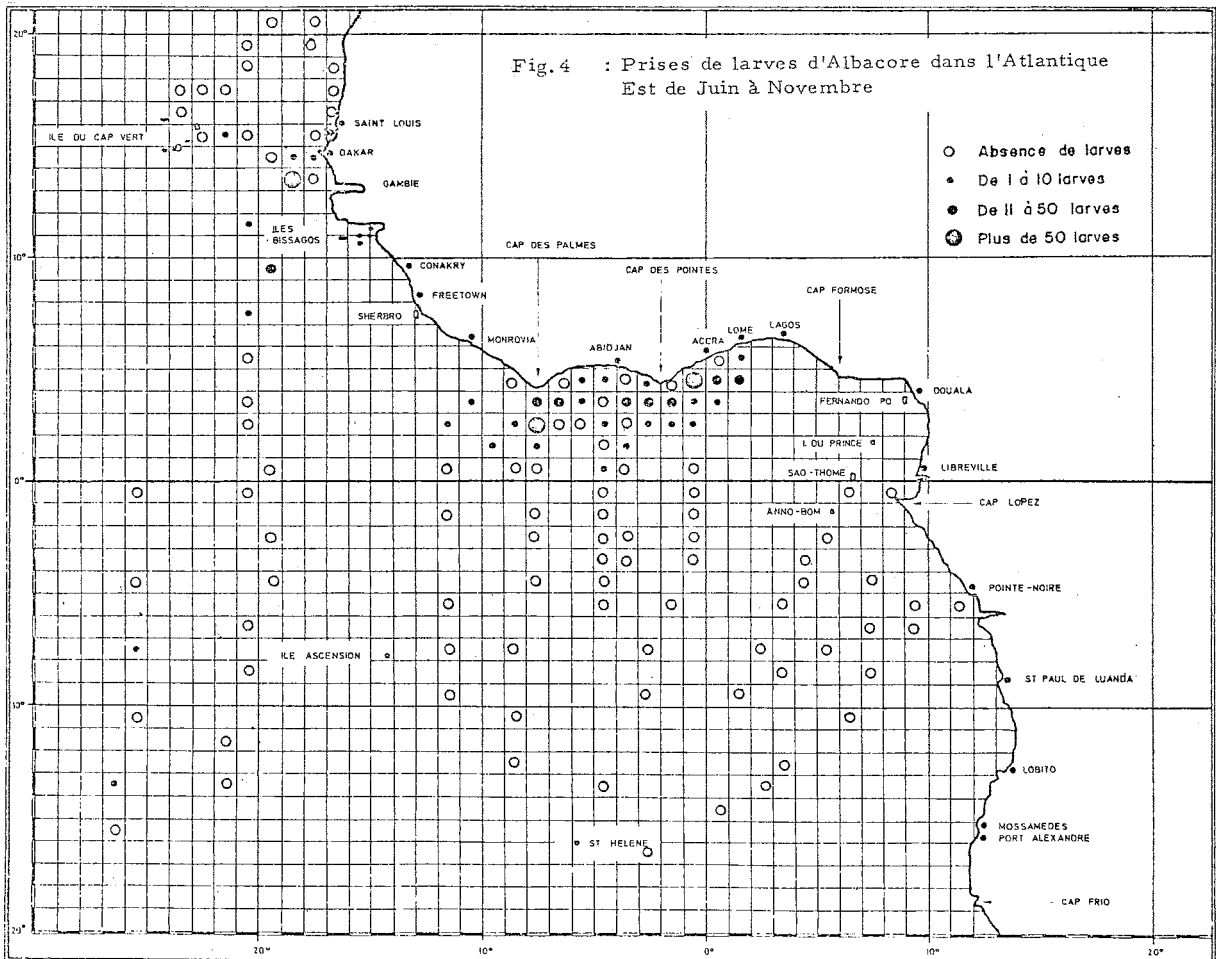 Fig. 4 : Prises de larves d'Albacore dans l'Atlantique
Est de Juin à Novembre
Absence de larves
De I à 10 larves
De II à 50 larves
Plus de 50 larves
20°
10°
0°
10°
20°
10°
0°
10°
20°
ILE DU CAP VERT
SAINT LOUIS
DAKAR
GAMBIE
ILES
BISSAGOS
CONAKRY
FREETOWN
SHERBRO
MONROVIA
CAP DES PALMES
ABIDJAN
CAP DES POINTES
ACCRA
LOME
LAGOS
CAP FORMOSE
DOUALA
FERNANDO PO
I. DU PRINCE
SAO-THOME
LIBREVILLE
CAP LOPEZ
ANNO-BOM
POINTE-NOIRE
ILE ASCENSION
ST PAUL DE LUANDA
LOBITO
MOSSAMEDES
PORT ALEXANDRE
ST HELENE
CAP FRIO